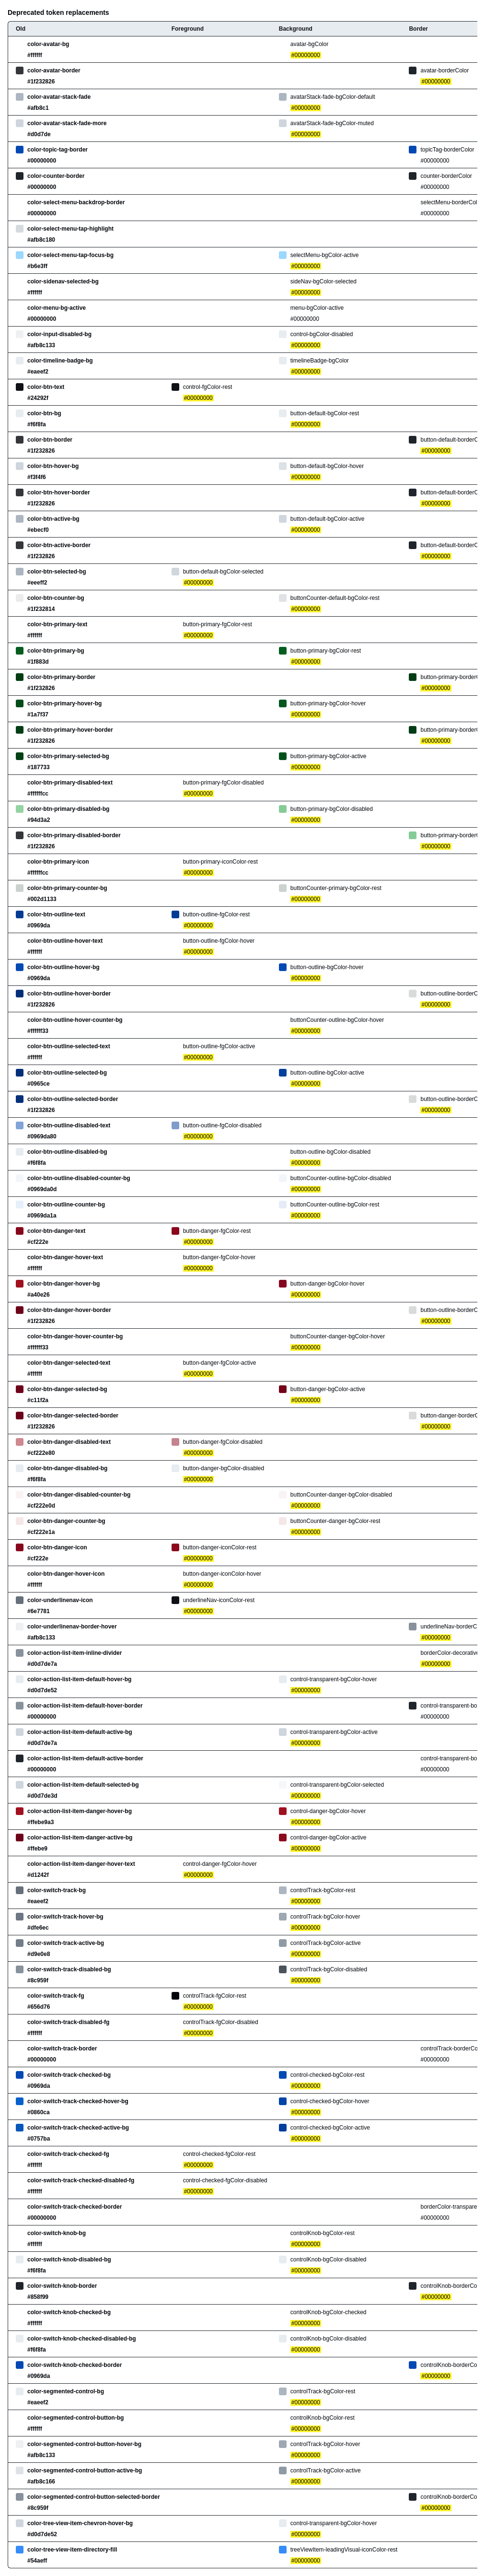 Deprecated token replacements
Old Foreground Background Border
color-avatar-bg avatar-bgColor
#ffffff #00000000
color-avatar-border avatar-borderColor
#1f232826 #00000000
color-avatar-stack-fade avatarStack-fade-bgColor-default
#afb8c1 #00000000
color-avatar-stack-fade-more avatarStack-fade-bgColor-muted
#d0d7de #00000000
color-topic-tag-border topicTag-borderColor
#00000000 #00000000
color-counter-border counter-borderColor
#00000000 #00000000
color-select-menu-backdrop-border selectMenu-borderCol
#00000000 #00000000
color-select-menu-tap-highlight
#afb8c180
color-select-menu-tap-focus-bg selectMenu-bgColor-active
#b6e3ff #00000000
color-sidenav-selected-bg sideNav-bgColor-selected
#ffffff #00000000
color-menu-bg-active menu-bgColor-active
#00000000 #00000000
color-input-disabled-bg control-bgColor-disabled
#afb8c133 #00000000
color-timeline-badge-bg timelineBadge-bgColor
#eaeef2 #00000000
color-btn-text control-fgColor-rest
#24292f #00000000
color-btn-bg button-default-bgColor-rest
#f6f8fa #00000000
color-btn-border button-default-borderC
#1f232826 #00000000
color-btn-hover-bg button-default-bgColor-hover
#f3f4f6 #00000000
color-btn-hover-border button-default-borderC
#1f232826 #00000000
color-btn-active-bg button-default-bgColor-active
#ebecf0 #00000000
color-btn-active-border button-default-borderC
#1f232826 #00000000
color-btn-selected-bg button-default-bgColor-selected
#eeeff2 #00000000
color-btn-counter-bg buttonCounter-default-bgColor-rest
#1f232814 #00000000
color-btn-primary-text button-primary-fgColor-rest
#ffffff #00000000
color-btn-primary-bg button-primary-bgColor-rest
#1f883d #00000000
color-btn-primary-border button-primary-border
#1f232826 #00000000
color-btn-primary-hover-bg button-primary-bgColor-hover
#1a7f37 #00000000
color-btn-primary-hover-border button-primary-border
#1f232826 #00000000
color-btn-primary-selected-bg button-primary-bgColor-active
#187733 #00000000
color-btn-primary-disabled-text button-primary-fgColor-disabled
#ffffffcc #00000000
color-btn-primary-disabled-bg button-primary-bgColor-disabled
#94d3a2 #00000000
color-btn-primary-disabled-border button-primary-border
#1f232826 #00000000
color-btn-primary-icon button-primary-iconColor-rest
#ffffffcc #00000000
color-btn-primary-counter-bg buttonCounter-primary-bgColor-rest
#002d1133 #00000000
color-btn-outline-text button-outline-fgColor-rest
#0969da #00000000
color-btn-outline-hover-text button-outline-fgColor-hover
#ffffff #00000000
color-btn-outline-hover-bg button-outline-bgColor-hover
#0969da #00000000
color-btn-outline-hover-border button-outline-borderC
#1f232826 #00000000
color-btn-outline-hover-counter-bg buttonCounter-outline-bgColor-hover
#ffffff33 #00000000
color-btn-outline-selected-text button-outline-fgColor-active
#ffffff #00000000
color-btn-outline-selected-bg button-outline-bgColor-active
#0965ce #00000000
color-btn-outline-selected-border button-outline-borderC
#1f232826 #00000000
color-btn-outline-disabled-text button-outline-fgColor-disabled
#0969da80 #00000000
color-btn-outline-disabled-bg button-outline-bgColor-disabled
#f6f8fa #00000000
color-btn-outline-disabled-counter-bg buttonCounter-outline-bgColor-disabled
#0969da0d #00000000
color-btn-outline-counter-bg buttonCounter-outline-bgColor-rest
#0969da1a #00000000
color-btn-danger-text button-danger-fgColor-rest
#cf222e #00000000
color-btn-danger-hover-text button-danger-fgColor-hover
#ffffff #00000000
color-btn-danger-hover-bg button-danger-bgColor-hover
#a40e26 #00000000
color-btn-danger-hover-border button-outline-borderC
#1f232826 #00000000
color-btn-danger-hover-counter-bg buttonCounter-danger-bgColor-hover
#ffffff33 #00000000
color-btn-danger-selected-text button-danger-fgColor-active
#ffffff #00000000
color-btn-danger-selected-bg button-danger-bgColor-active
#c11f2a #00000000
color-btn-danger-selected-border button-danger-borderC
#1f232826 #00000000
color-btn-danger-disabled-text button-danger-fgColor-disabled
#cf222e80 #00000000
color-btn-danger-disabled-bg button-danger-bgColor-disabled
#f6f8fa #00000000
color-btn-danger-disabled-counter-bg buttonCounter-danger-bgColor-disabled
#cf222e0d #00000000
color-btn-danger-counter-bg buttonCounter-danger-bgColor-rest
#cf222e1a #00000000
color-btn-danger-icon button-danger-iconColor-rest
#cf222e #00000000
color-btn-danger-hover-icon button-danger-iconColor-hover
#ffffff #00000000
color-underlinenav-icon underlineNav-iconColor-rest
#6e7781 #00000000
color-underlinenav-border-hover underlineNav-borderC
#afb8c133 #00000000
color-action-list-item-inline-divider borderColor-decorative
#d0d7de7a #00000000
color-action-list-item-default-hover-bg control-transparent-bgColor-hover
#d0d7de52 #00000000
color-action-list-item-default-hover-border control-transparent-bo
#00000000 #00000000
color-action-list-item-default-active-bg control-transparent-bgColor-active
#d0d7de7a #00000000
color-action-list-item-default-active-border control-transparent-bo
#00000000 #00000000
color-action-list-item-default-selected-bg control-transparent-bgColor-selected
#d0d7de3d #00000000
color-action-list-item-danger-hover-bg control-danger-bgColor-hover
#ffebe9a3 #00000000
color-action-list-item-danger-active-bg control-danger-bgColor-active
#ffebe9 #00000000
color-action-list-item-danger-hover-text control-danger-fgColor-hover
#d1242f #00000000
color-switch-track-bg controlTrack-bgColor-rest
#eaeef2 #00000000
color-switch-track-hover-bg controlTrack-bgColor-hover
#dfe6ec #00000000
color-switch-track-active-bg controlTrack-bgColor-active
#d9e0e8 #00000000
color-switch-track-disabled-bg controlTrack-bgColor-disabled
#8c959f #00000000
color-switch-track-fg controlTrack-fgColor-rest
#656d76 #00000000
color-switch-track-disabled-fg controlTrack-fgColor-disabled
#ffffff #00000000
color-switch-track-border controlTrack-borderCo
#00000000 #00000000
color-switch-track-checked-bg control-checked-bgColor-rest
#0969da #00000000
color-switch-track-checked-hover-bg control-checked-bgColor-hover
#0860ca #00000000
color-switch-track-checked-active-bg control-checked-bgColor-active
#0757ba #00000000
color-switch-track-checked-fg control-checked-fgColor-rest
#ffffff #00000000
color-switch-track-checked-disabled-fg control-checked-fgColor-disabled
#ffffff #00000000
color-switch-track-checked-border borderColor-transpare
#00000000 #00000000
color-switch-knob-bg controlKnob-bgColor-rest
#ffffff #00000000
color-switch-knob-disabled-bg controlKnob-bgColor-disabled
#f6f8fa #00000000
color-switch-knob-border controlKnob-borderCo
#858f99 #00000000
color-switch-knob-checked-bg controlKnob-bgColor-checked
#ffffff #00000000
color-switch-knob-checked-disabled-bg controlKnob-bgColor-disabled
#f6f8fa #00000000
color-switch-knob-checked-border controlKnob-borderCo
#0969da #00000000
color-segmented-control-bg controlTrack-bgColor-rest
#eaeef2 #00000000
color-segmented-control-button-bg controlKnob-bgColor-rest
#ffffff #00000000
color-segmented-control-button-hover-bg controlTrack-bgColor-hover
#afb8c133 #00000000
color-segmented-control-button-active-bg controlTrack-bgColor-active
#afb8c166 #00000000
color-segmented-control-button-selected-border controlKnob-borderCo
#8c959f #00000000
color-tree-view-item-chevron-hover-bg control-transparent-bgColor-hover
#d0d7de52 #00000000
color-tree-view-item-directory-fill treeViewItem-leadingVisual-iconColor-rest
#54aeff #00000000